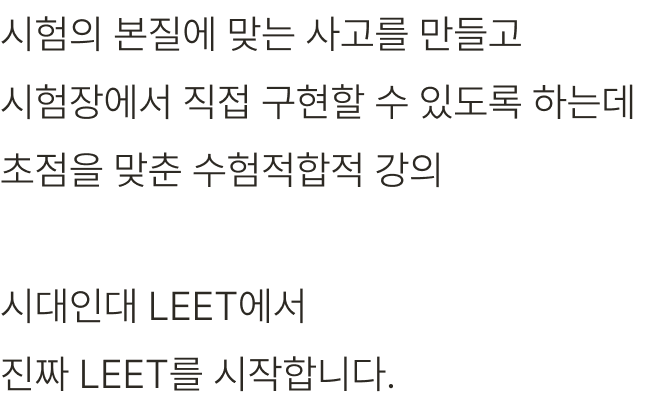 시험의 본질에 맞는 사고를 만들고
시험장에서 직접 구현할 수 있도록 하는데
초점을 맞춘 수험적합적 강의
시대인대 LEET에서
진짜 LEET를 시작합니다.